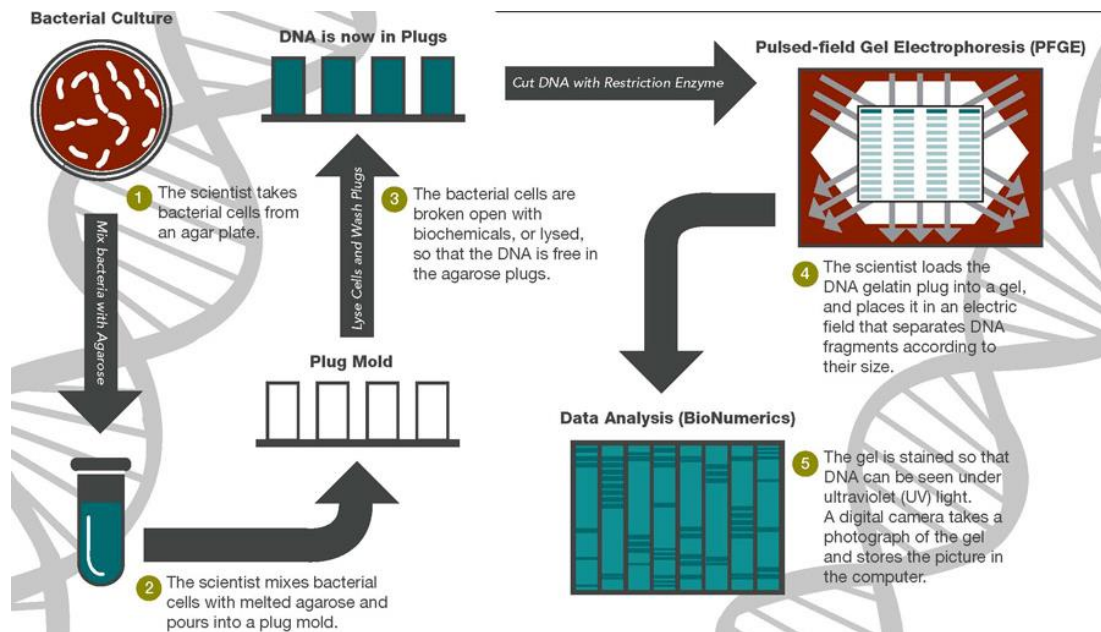 Bacterial Culture
1 The scientist takes
bacterial cells from
an agar plate.
Mix bacteria with Agarose
2 The scientist mixes bacterial
cells with melted agarose and
pours into a plug mold.
Plug Mold
Lyse Cells and Wash Plugs
3 The bacterial cells are
broken open with
biochemicals, or lysed,
so that the DNA is free
in the agarose plugs.
DNA is now in Plugs
Cut DNA with Restriction Enzyme
Pulsed-field Gel Electrophoresis (PFGE)
4 The scientist loads the
DNA gelatin plug into a gel,
and places it in an electric
field that separates DNA
fragments according to
their size.
Data Analysis (BioNumerics)
5 The gel is stained so that
DNA can be seen under
ultraviolet (UV) light.
A digital camera takes a
photograph of the gel
and stores the picture in
the computer.